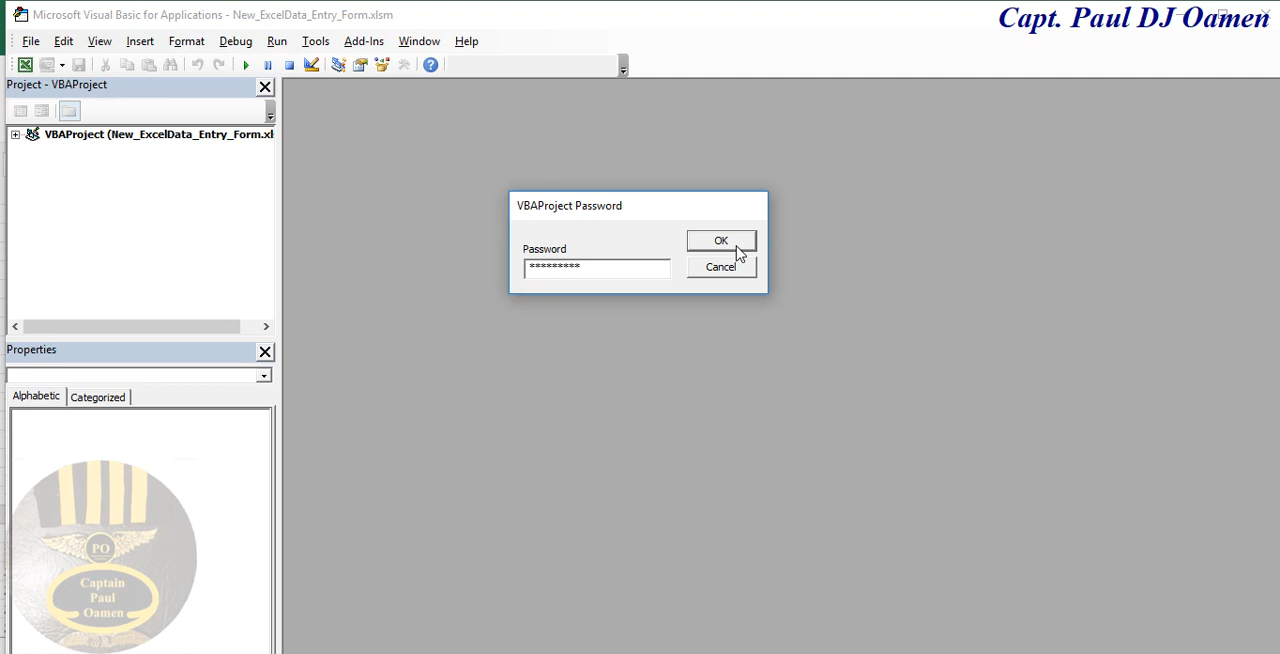 Microsoft Visual Basic for Applications - New_ExcelData_Entry_Form.xlsm
Capt. Paul DJ Oamen
File Edit View Insert Format Debug Run Tools Add-Ins Window Help
Project - VBAProject
VBAProject (New_ExcelData_Entry_Form.xl
VBAProject Password
OK
Password
*********
Cancel
Properties
Alphabetic Categorized
PO
Captain
Paul
Oamen